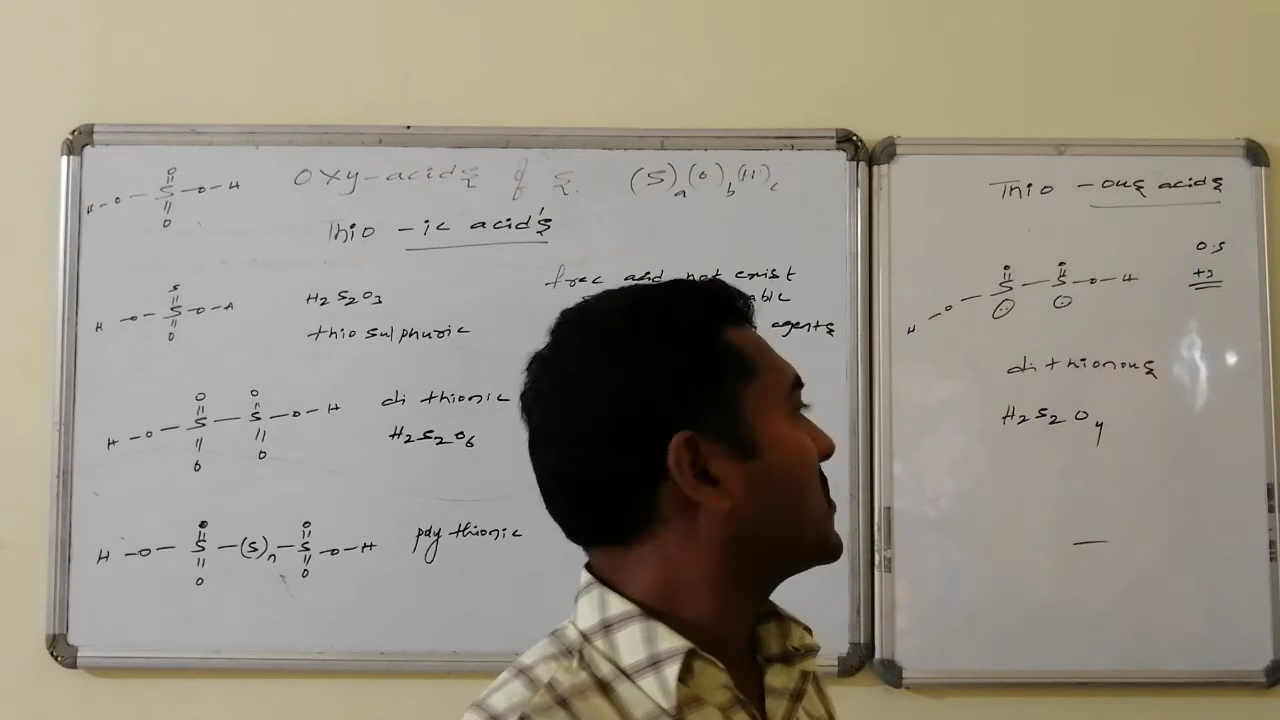 Oxy-acids of S. (S)a(O)b(H)c
Thio -ic acid's
O
||
H-O-S-O-H
||
O
free acid not exist
S
||
H-O-S-O-H
||
O
H2S2O3
thio sulphuric
agents
O O
|| ||
H-O-S-S-O-H
|| ||
O O
di thionic
H2S2O6
O O
|| ||
H-O-S-(S)n-S-O-H
|| ||
O O
poly thionic
Thio -ous acids
O.S
+3
O O
|| ||
H-O-S-S-O-H
di thionous
H2S2O4